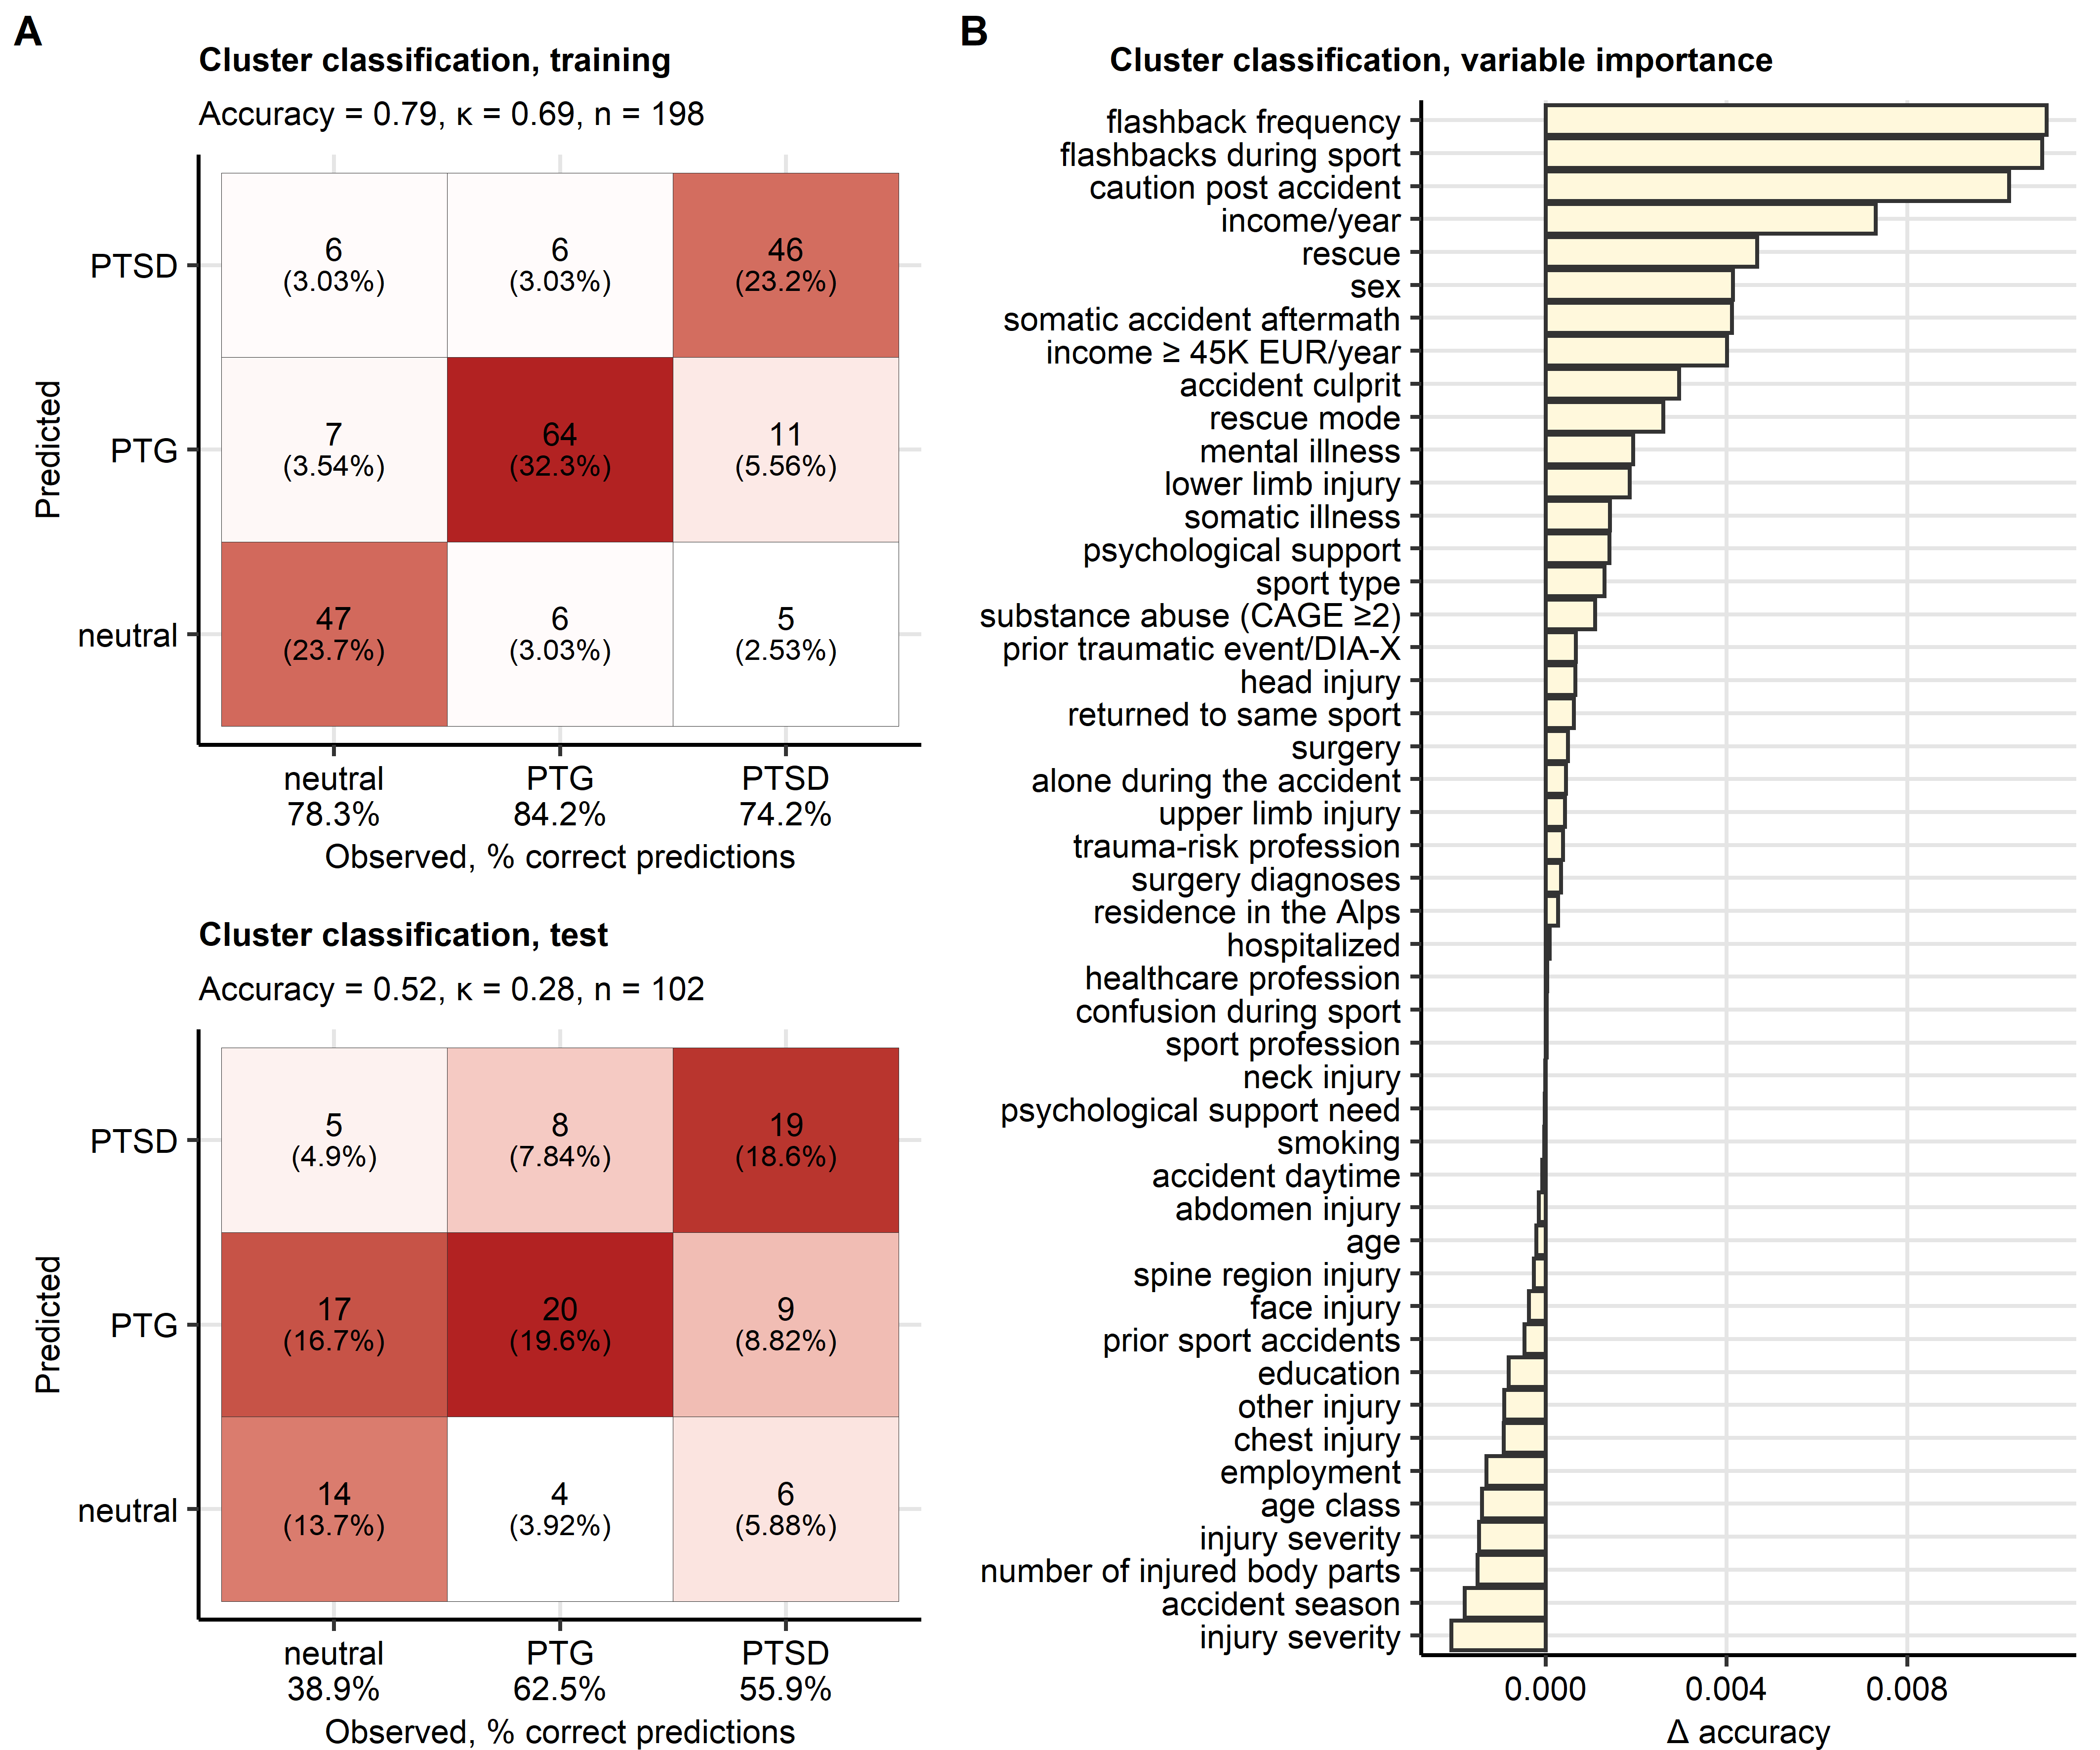 A
Cluster classification, training
Accuracy = 0.79, κ = 0.69, n = 198
Predicted
PTSD
6
(3.03%)
6
(3.03%)
46
(23.2%)
PTG
7
(3.54%)
64
(32.3%)
11
(5.56%)
neutral
47
(23.7%)
6
(3.03%)
5
(2.53%)
neutral
78.3%
PTG
84.2%
PTSD
74.2%
Observed, % correct predictions
Cluster classification, test
Accuracy = 0.52, κ = 0.28, n = 102
Predicted
PTSD
5
(4.9%)
8
(7.84%)
19
(18.6%)
PTG
17
(16.7%)
20
(19.6%)
9
(8.82%)
neutral
14
(13.7%)
4
(3.92%)
6
(5.88%)
neutral
38.9%
PTG
62.5%
PTSD
55.9%
Observed, % correct predictions
B
Cluster classification, variable importance
flashback frequency
flashbacks during sport
caution post accident
income/year
rescue
sex
somatic accident aftermath
income ≥ 45K EUR/year
accident culprit
rescue mode
mental illness
lower limb injury
somatic illness
psychological support
sport type
substance abuse (CAGE ≥2)
prior traumatic event/DIA-X
head injury
returned to same sport
surgery
alone during the accident
upper limb injury
trauma-risk profession
surgery diagnoses
residence in the Alps
hospitalized
healthcare profession
confusion during sport
sport profession
neck injury
psychological support need
smoking
accident daytime
abdomen injury
age
spine region injury
face injury
prior sport accidents
education
other injury
chest injury
employment
age class
injury severity
number of injured body parts
accident season
injury severity
0.000
0.004
0.008
Δ accuracy